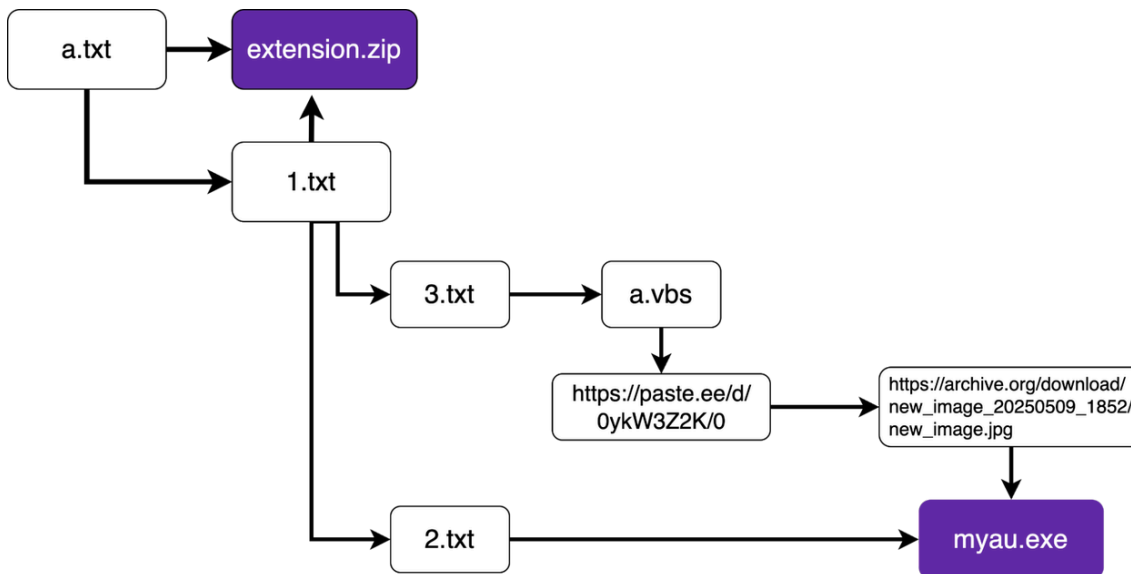 a.txt
extension.zip
1.txt
3.txt
a.vbs
https://paste.ee/d/
0ykW3Z2K/0
https://archive.org/download/
new_image_20250509_1852/
new_image.jpg
2.txt
myau.exe